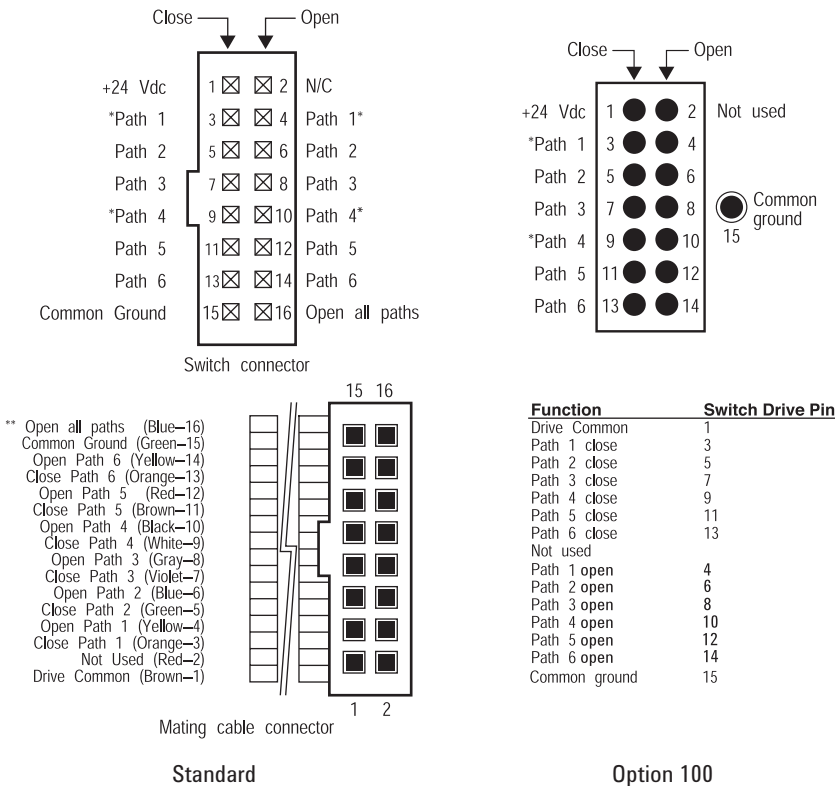 Close Open
+24 Vdc 1 2 N/C
*Path 1 3 4 Path 1*
Path 2 5 6 Path 2
Path 3 7 8 Path 3
*Path 4 9 10 Path 4*
Path 5 11 12 Path 5
Path 6 13 14 Path 6
Common Ground 15 16 Open all paths
Switch connector
Close Open
+24 Vdc 1 2 Not used
*Path 1 3 4
Path 2 5 6
Path 3 7 8
*Path 4 9 10
Path 5 11 12
Path 6 13 14
Common
ground
15
15 16
** Open all paths (Blue–16)
Common Ground (Green–15)
Open Path 6 (Yellow–14)
Close Path 6 (Orange–13)
Open Path 5 (Red–12)
Close Path 5 (Brown–11)
Open Path 4 (Black–10)
Close Path 4 (White–9)
Open Path 3 (Gray–8)
Close Path 3 (Violet–7)
Open Path 2 (Blue–6)
Close Path 2 (Green–5)
Open Path 1 (Yellow–4)
Close Path 1 (Orange–3)
Not Used (Red–2)
Drive Common (Brown–1)
1 2
Mating cable connector
Standard
Function Switch Drive Pin
Drive Common 1
Path 1 close 3
Path 2 close 5
Path 3 close 7
Path 4 close 9
Path 5 close 11
Path 6 close 13
Not used
Path 1 open 4
Path 2 open 6
Path 3 open 8
Path 4 open 10
Path 5 open 12
Path 6 open 14
Common ground 15
Option 100